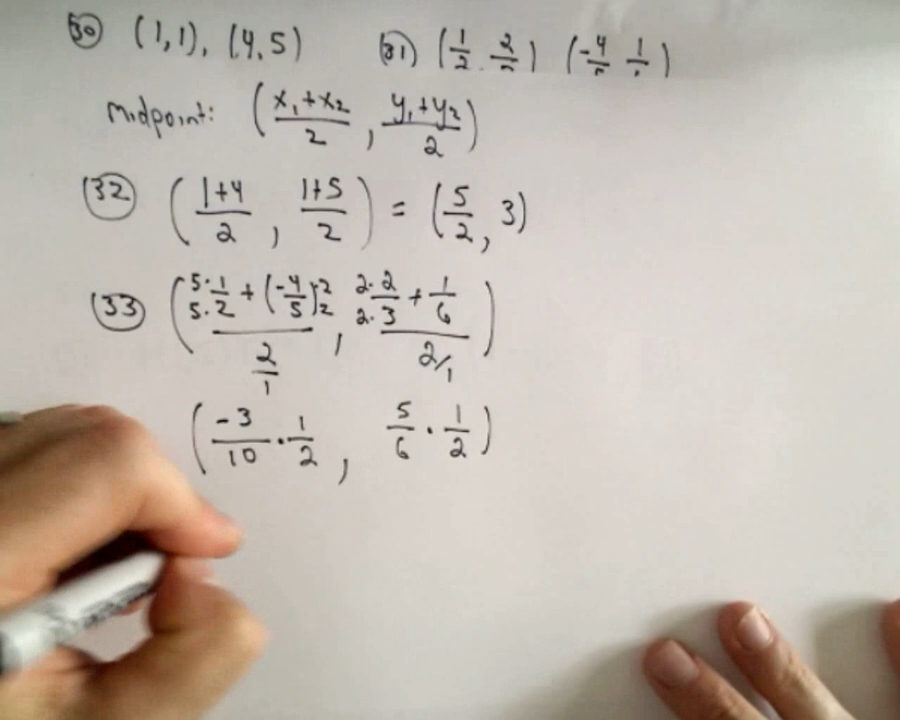 30 (1,1), (4,5) 31) (1/2, 2/) (-4/ 1/)
Midpoint: ( (x₁+x₂)/2 , (y₁+y₂)/2 )
(32) ( (1+4)/2 , (1+5)/2 ) = ( 5/2 , 3)
(33) ( (5·1/5·2 + (-4/5)·2/2)/(2/1) , (2·2/2·3 + 1/6)/(2/1) )
( -3/10 · 1/2 , 5/6 · 1/2 )